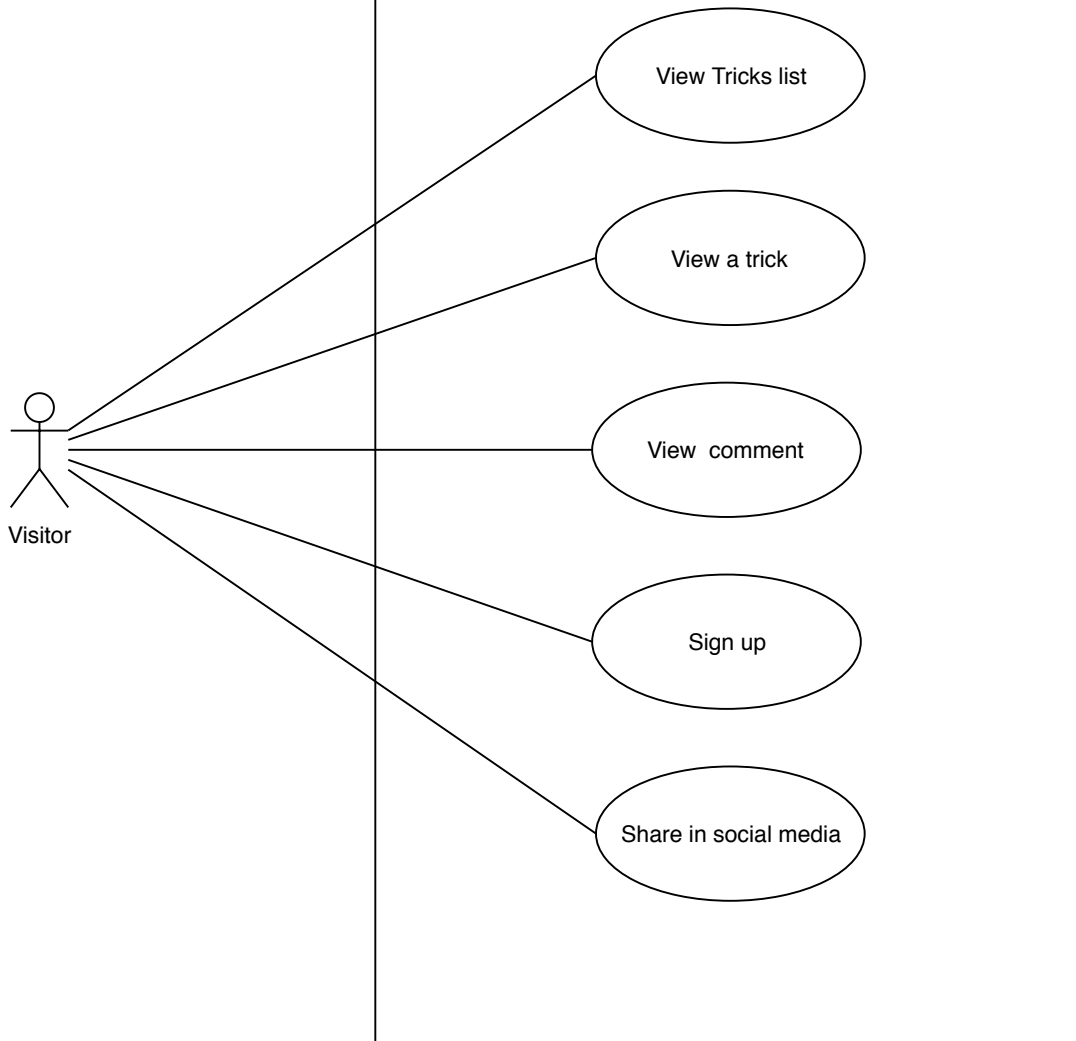 View Tricks list
View a trick
View  comment
Visitor
Sign up
Share in social media